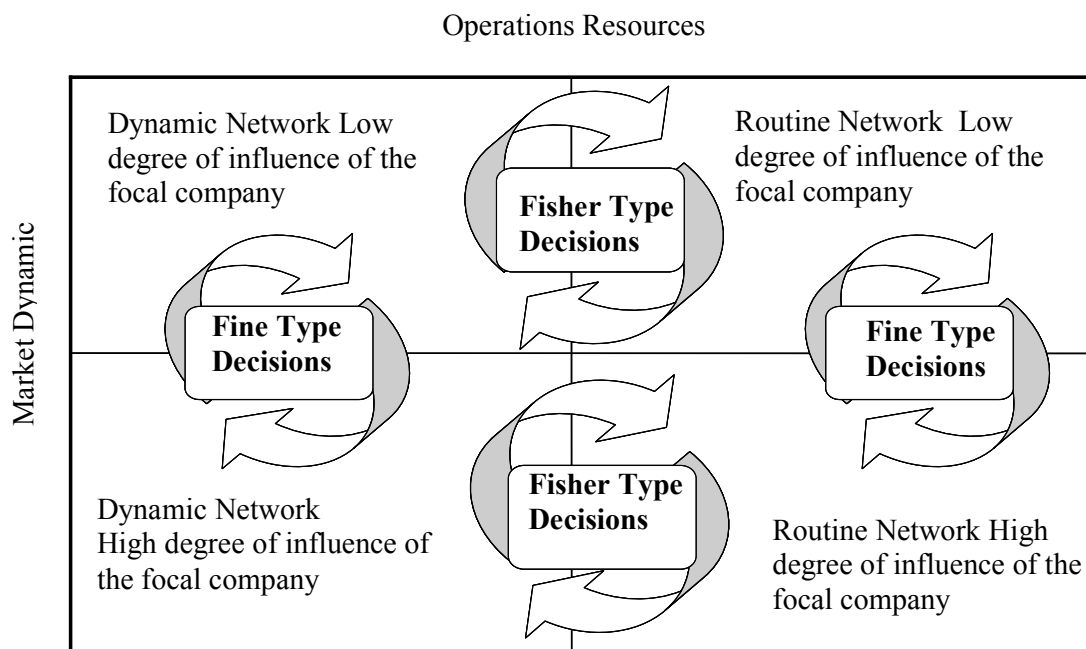 Operations Resources
Market Dynamic
Dynamic Network Low
degree of influence of the
focal company
Fisher Type
Decisions
Routine Network  Low
degree of influence of the
focal company
Fine Type
Decisions
Fine Type
Decisions
Dynamic Network
High degree of influence of
the focal company
Fisher Type
Decisions
Routine Network High
degree of influence of the
focal company